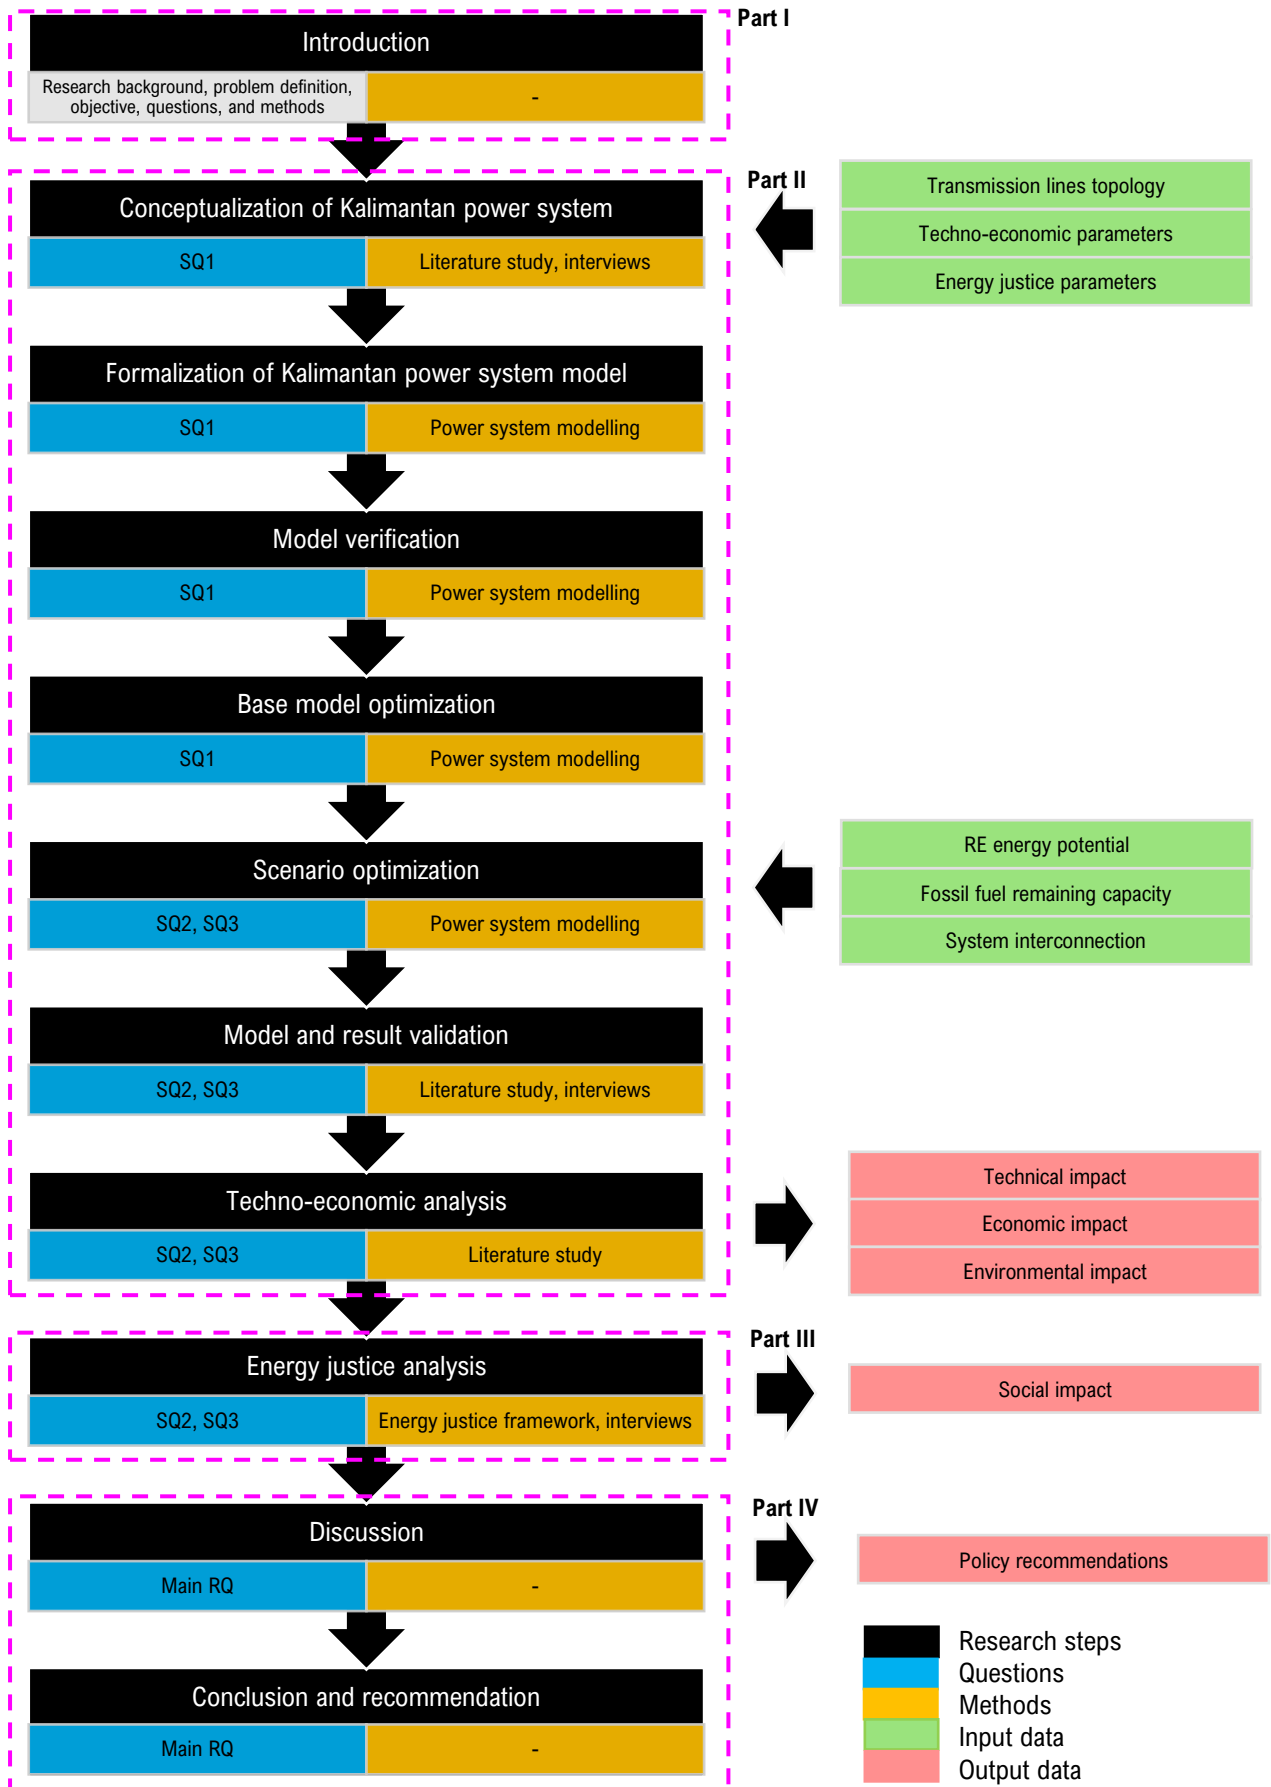 Part I
Introduction
Research background, problem definition,
objective, questions, and methods
-
Part II
Conceptualization of Kalimantan power system
SQ1
Literature study, interviews
Transmission lines topology
Techno-economic parameters
Energy justice parameters
Formalization of Kalimantan power system model
SQ1
Power system modelling
Model verification
SQ1
Power system modelling
Base model optimization
SQ1
Power system modelling
Scenario optimization
SQ2, SQ3
Power system modelling
RE energy potential
Fossil fuel remaining capacity
System interconnection
Model and result validation
SQ2, SQ3
Literature study, interviews
Techno-economic analysis
SQ2, SQ3
Literature study
Technical impact
Economic impact
Environmental impact
Part III
Energy justice analysis
SQ2, SQ3
Energy justice framework, interviews
Social impact
Part IV
Discussion
Main RQ
-
Policy recommendations
Conclusion and recommendation
Main RQ
-
Research steps
Questions
Methods
Input data
Output data